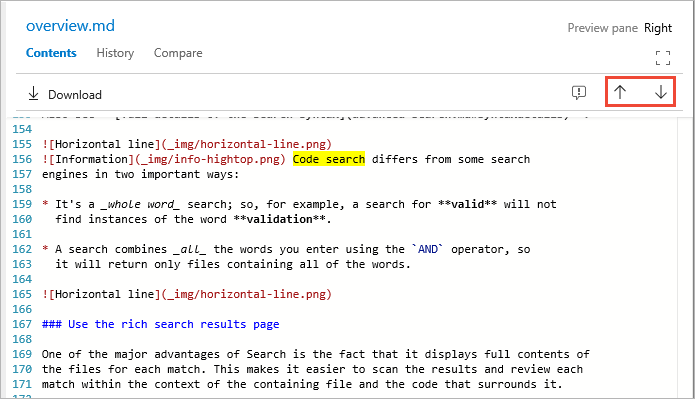 overview.md
Preview pane Right
Contents History Compare
Download
154
155 ![Horizontal line](_img/horizontal-line.png)
156 ![Information](_img/info-hightop.png) Code search differs from some search
157 engines in two important ways:
158
159 * It's a _whole word_ search; so, for example, a search for **valid** will not
160 find instances of the word **validation**.
161
162 * A search combines _all_ the words you enter using the `AND` operator, so
163 it will return only files containing all of the words.
164
165 ![Horizontal line](_img/horizontal-line.png)
166
167 ### Use the rich search results page
168
169 One of the major advantages of Search is the fact that it displays full contents of
170 the files for each match. This makes it easier to scan the results and review each
171 match within the context of the containing file and the code that surrounds it.